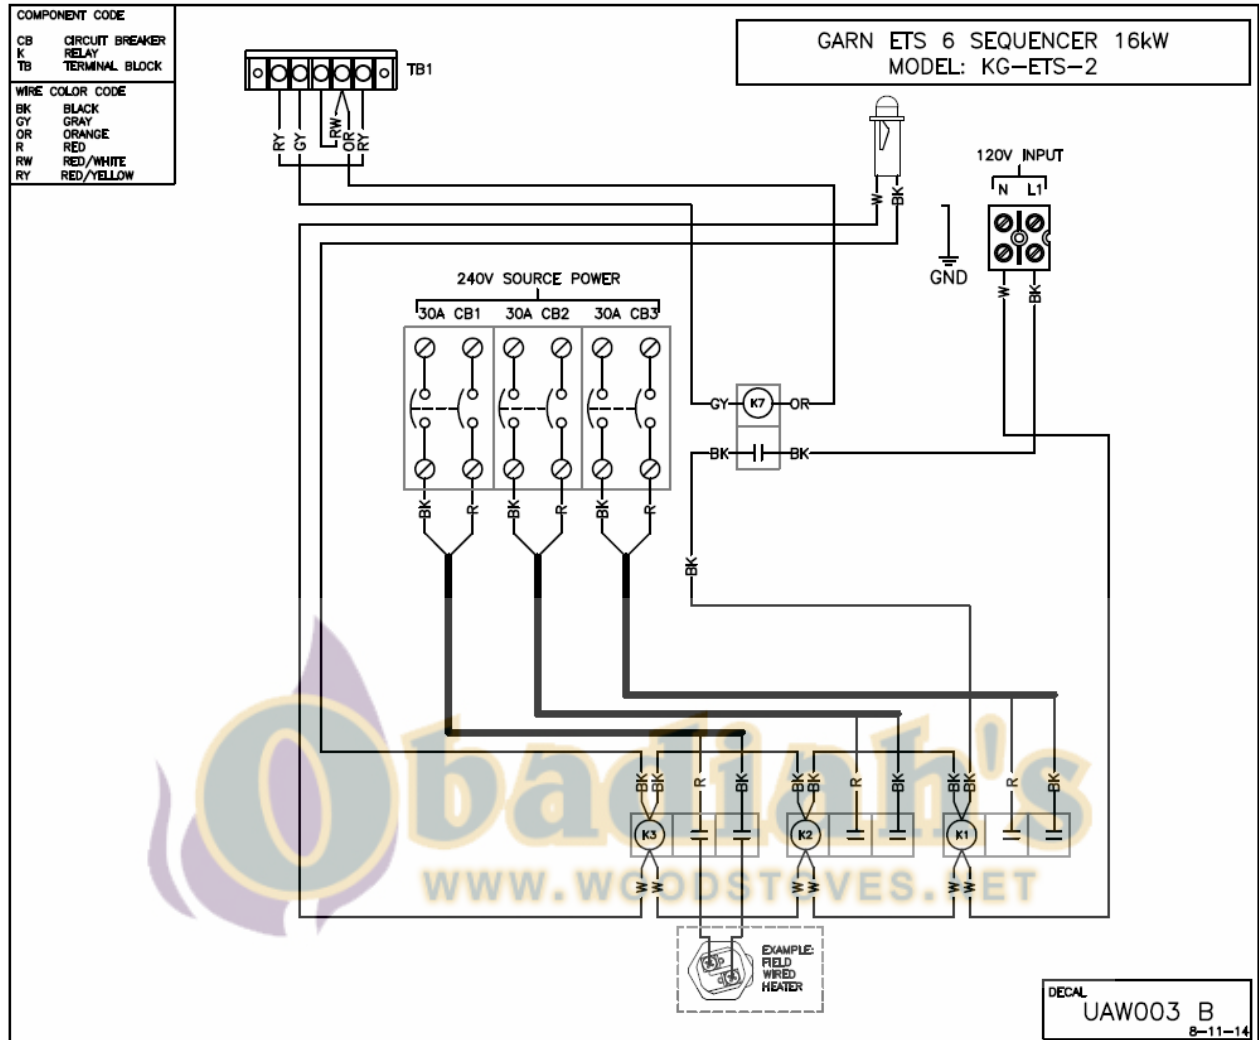 COMPONENT CODE
CB CIRCUIT BREAKER
K RELAY
TB TERMINAL BLOCK
WIRE COLOR CODE
BK BLACK
GY GRAY
OR ORANGE
R RED
RW RED/WHITE
RY RED/YELLOW
TB1
RY GY RW OR RY
GARN ETS 6 SEQUENCER 16kW
MODEL: KG-ETS-2
W BK
120V INPUT
N L1
GND
W BK
240V SOURCE POWER
30A CB1 30A CB2 30A CB3
GY K7 OR
BK BK
BK R BK R BK R
BK
Obadiah's
BK BK R BK BK BK R BK BK BK R BK
K3 K2 K1
WWW.WOODSTOVES.NET
W W W W W W
EXAMPLE:
FIELD
WIRED
HEATER
DECAL
UAW003 B
8-11-14